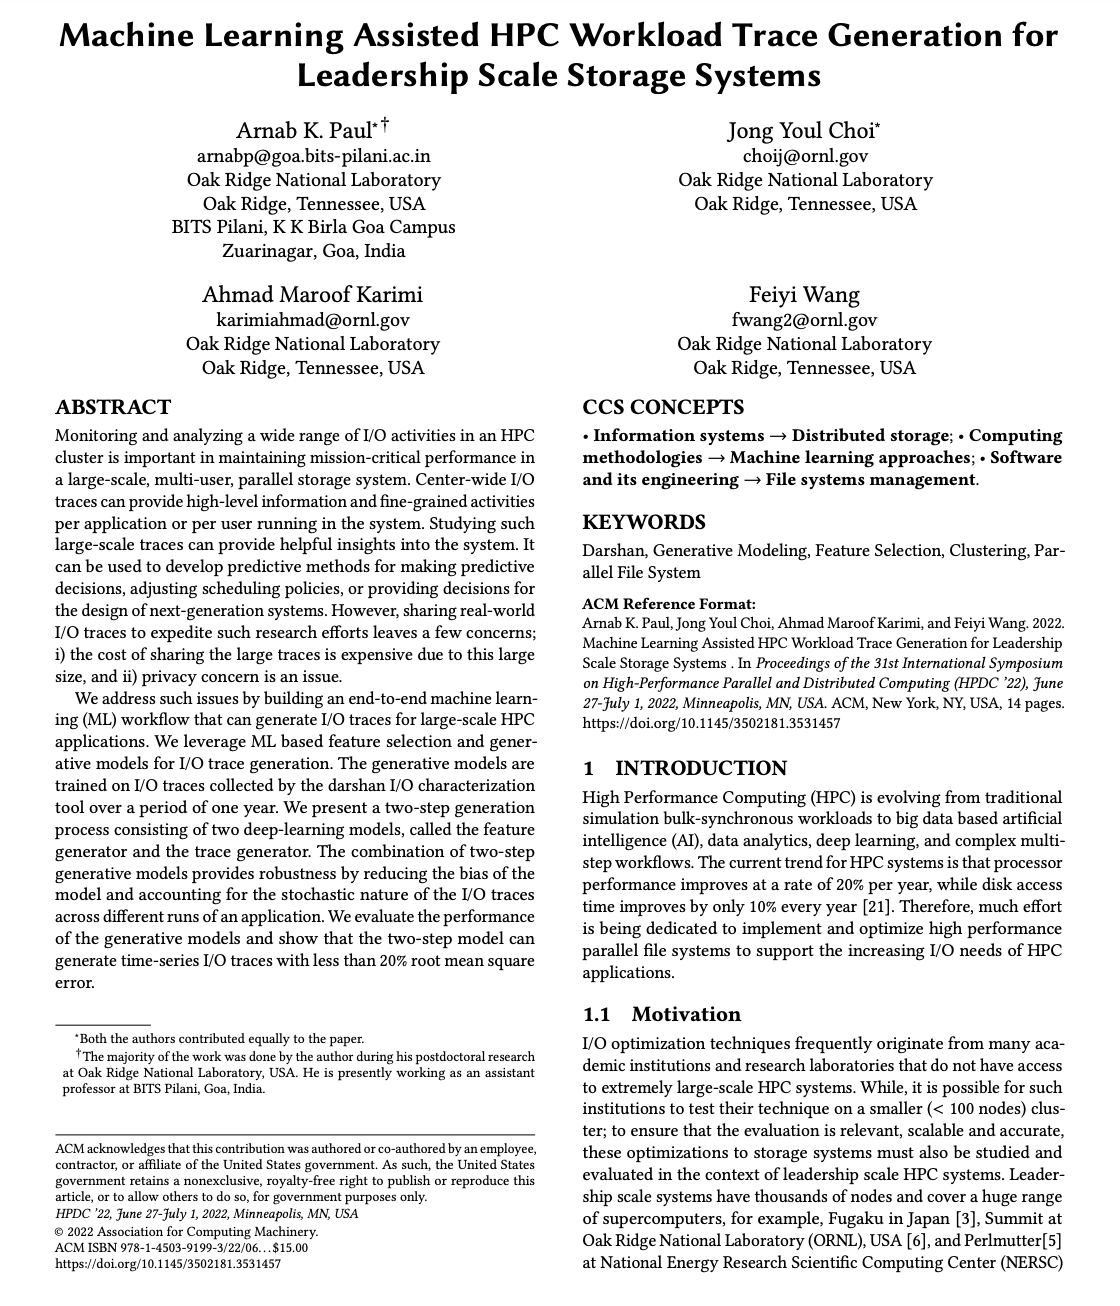 Machine Learning Assisted HPC Workload Trace Generation for
Leadership Scale Storage Systems
Arnab K. Paul*†
arnabp@goa.bits-pilani.ac.in
Oak Ridge National Laboratory
Oak Ridge, Tennessee, USA
BITS Pilani, K K Birla Goa Campus
Zuarinagar, Goa, India
Jong Youl Choi*
choij@ornl.gov
Oak Ridge National Laboratory
Oak Ridge, Tennessee, USA
Ahmad Maroof Karimi
karimiahmad@ornl.gov
Oak Ridge National Laboratory
Oak Ridge, Tennessee, USA
Feiyi Wang
fwang2@ornl.gov
Oak Ridge National Laboratory
Oak Ridge, Tennessee, USA
ABSTRACT
Monitoring and analyzing a wide range of I/O activities in an HPC
cluster is important in maintaining mission-critical performance in
a large-scale, multi-user, parallel storage system. Center-wide I/O
traces can provide high-level information and fine-grained activities
per application or per user running in the system. Studying such
large-scale traces can provide helpful insights into the system. It
can be used to develop predictive methods for making predictive
decisions, adjusting scheduling policies, or providing decisions for
the design of next-generation systems. However, sharing real-world
I/O traces to expedite such research efforts leaves a few concerns;
i) the cost of sharing the large traces is expensive due to this large
size, and ii) privacy concern is an issue.
We address such issues by building an end-to-end machine learn-
ing (ML) workflow that can generate I/O traces for large-scale HPC
applications. We leverage ML based feature selection and gener-
ative models for I/O trace generation. The generative models are
trained on I/O traces collected by the darshan I/O characterization
tool over a period of one year. We present a two-step generation
process consisting of two deep-learning models, called the feature
generator and the trace generator. The combination of two-step
generative models provides robustness by reducing the bias of the
model and accounting for the stochastic nature of the I/O traces
across different runs of an application. We evaluate the performance
of the generative models and show that the two-step model can
generate time-series I/O traces with less than 20% root mean square
error.
*Both the authors contributed equally to the paper.
†The majority of the work was done by the author during his postdoctoral research
at Oak Ridge National Laboratory, USA. He is presently working as an assistant
professor at BITS Pilani, Goa, India.
ACM acknowledges that this contribution was authored or co-authored by an employee,
contractor, or affiliate of the United States government. As such, the United States
government retains a nonexclusive, royalty-free right to publish or reproduce this
article, or to allow others to do so, for government purposes only.
HPDC '22, June 27-July 1, 2022, Minneapolis, MN, USA
© 2022 Association for Computing Machinery.
ACM ISBN 978-1-4503-9199-3/22/06...$15.00
https://doi.org/10.1145/3502181.3531457
CCS CONCEPTS
• Information systems → Distributed storage; • Computing
methodologies → Machine learning approaches; • Software
and its engineering → File systems management.
KEYWORDS
Darshan, Generative Modeling, Feature Selection, Clustering, Par-
allel File System
ACM Reference Format:
Arnab K. Paul, Jong Youl Choi, Ahmad Maroof Karimi, and Feiyi Wang. 2022.
Machine Learning Assisted HPC Workload Trace Generation for Leadership
Scale Storage Systems . In Proceedings of the 31st International Symposium
on High-Performance Parallel and Distributed Computing (HPDC '22), June
27-July 1, 2022, Minneapolis, MN, USA. ACM, New York, NY, USA, 14 pages.
https://doi.org/10.1145/3502181.3531457
1 INTRODUCTION
High Performance Computing (HPC) is evolving from traditional
simulation bulk-synchronous workloads to big data based artificial
intelligence (AI), data analytics, deep learning, and complex multi-
step workflows. The current trend for HPC systems is that processor
performance improves at a rate of 20% per year, while disk access
time improves by only 10% every year [21]. Therefore, much effort
is being dedicated to implement and optimize high performance
parallel file systems to support the increasing I/O needs of HPC
applications.
1.1 Motivation
I/O optimization techniques frequently originate from many aca-
demic institutions and research laboratories that do not have access
to extremely large-scale HPC systems. While, it is possible for such
institutions to test their technique on a smaller (< 100 nodes) clus-
ter; to ensure that the evaluation is relevant, scalable and accurate,
these optimizations to storage systems must also be studied and
evaluated in the context of leadership scale HPC systems. Leader-
ship scale systems have thousands of nodes and cover a huge range
of supercomputers, for example, Fugaku in Japan [3], Summit at
Oak Ridge National Laboratory (ORNL), USA [6], and Perlmutter[5]
at National Energy Research Scientific Computing Center (NERSC)